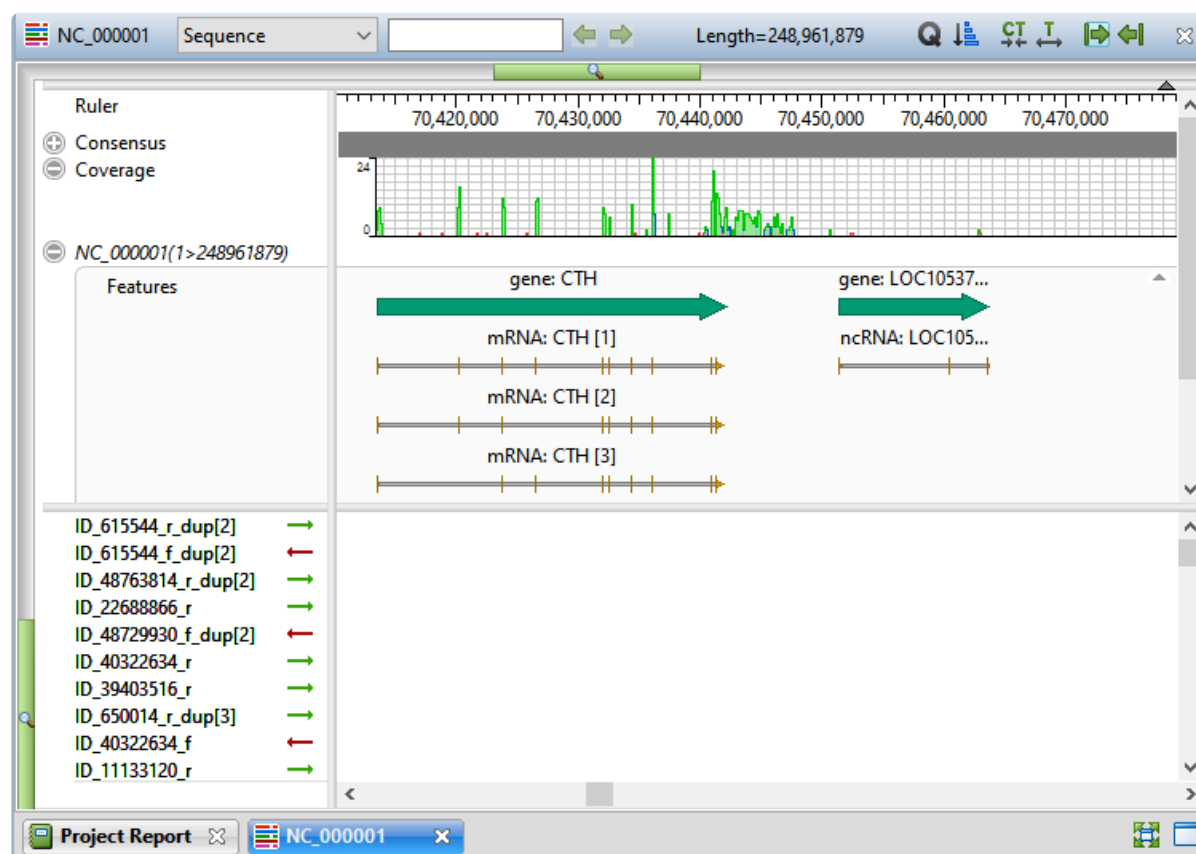 NC_000001 Sequence Length=248,961,879
Ruler
70,420,000 70,430,000 70,440,000 70,450,000 70,460,000 70,470,000
Consensus
Coverage
24
0
NC_000001(1>248961879)
Features
gene: CTH gene: LOC10537...
mRNA: CTH [1] ncRNA: LOC105...
mRNA: CTH [2]
mRNA: CTH [3]
ID_615544_r_dup[2]
ID_615544_f_dup[2]
ID_48763814_r_dup[2]
ID_22688866_r
ID_48729930_f_dup[2]
ID_40322634_r
ID_39403516_r
ID_650014_r_dup[3]
ID_40322634_f
ID_11133120_r
Project Report NC_000001